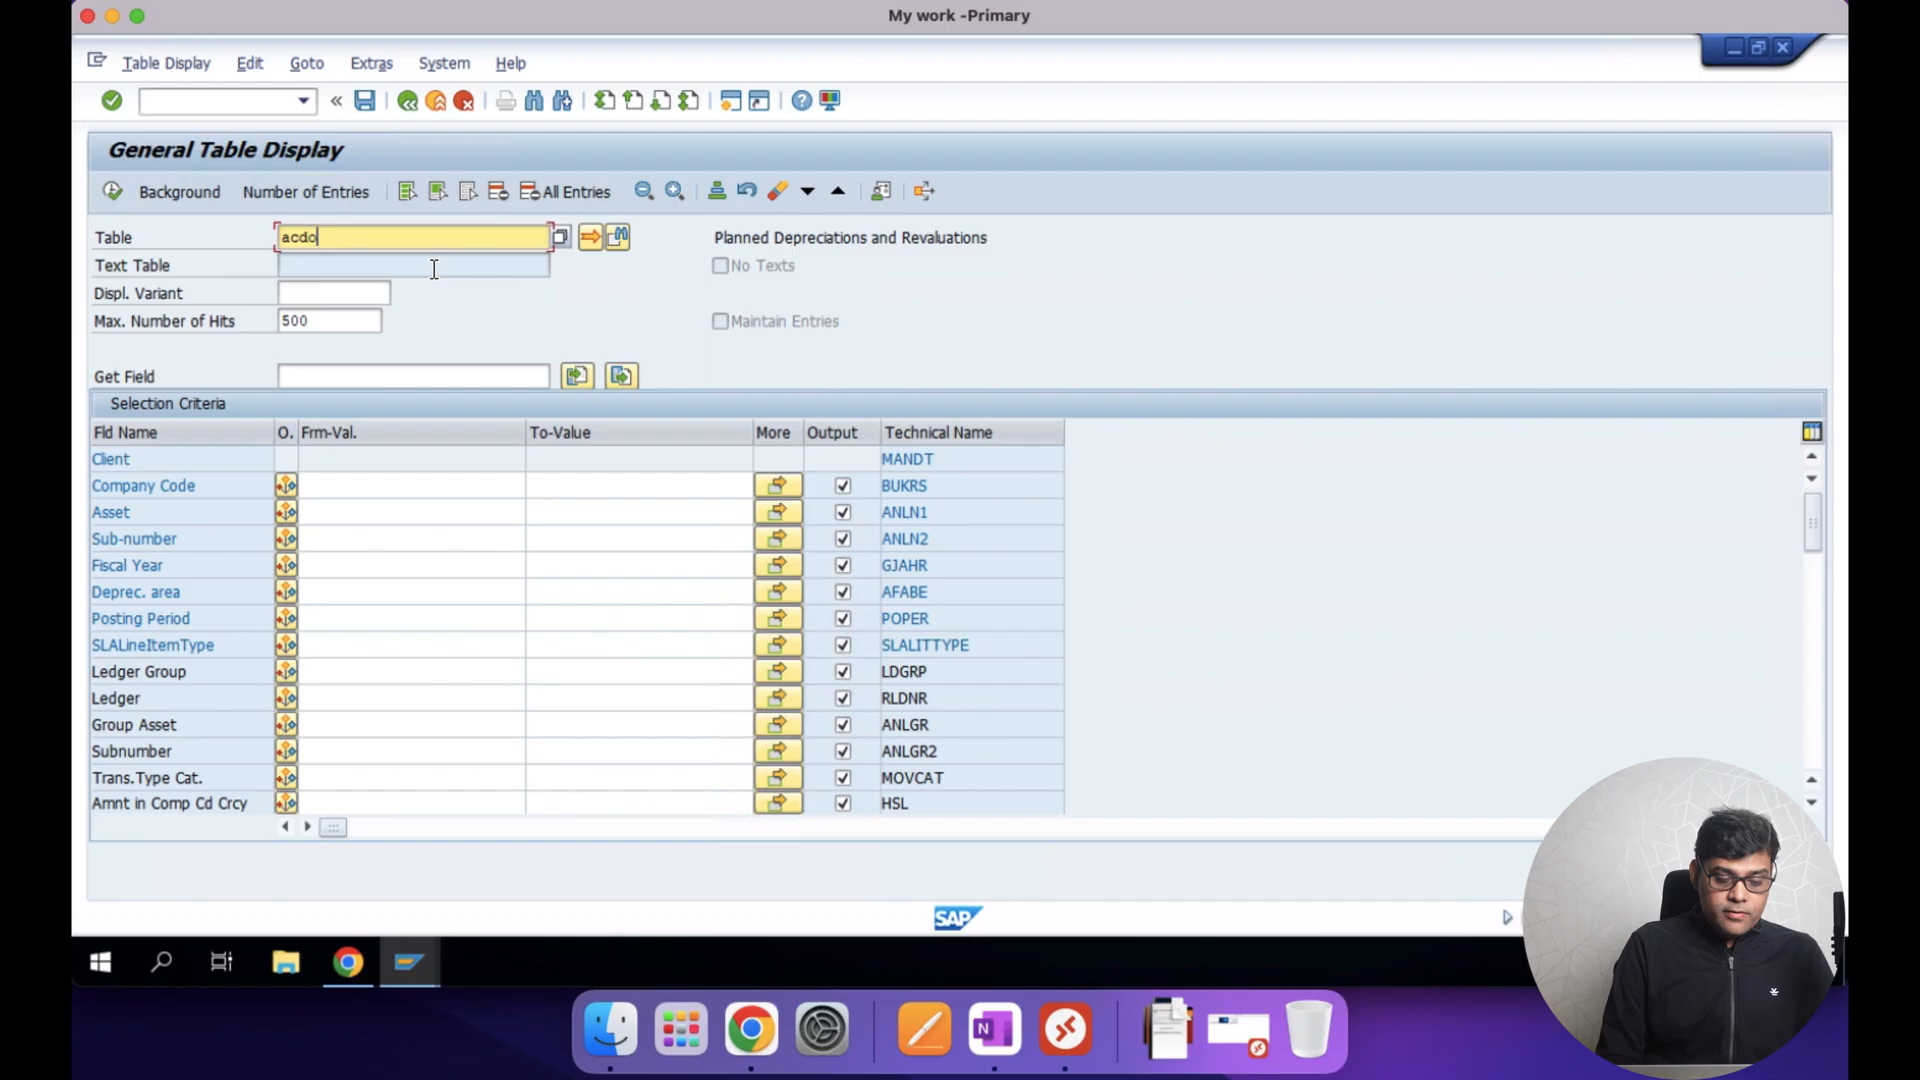 My work -Primary
Table Display Edit Goto Extras System Help
General Table Display
Background Number of Entries All Entries
Table acdo Planned Depreciations and Revaluations
Text Table No Texts
Displ. Variant
Max. Number of Hits 500 Maintain Entries
Get Field
Selection Criteria
Fld Name O. Frm-Val. To-Value More Output Technical Name
Client MANDT
Company Code BUKRS
Asset ANLN1
Sub-number ANLN2
Fiscal Year GJAHR
Deprec. area AFABE
Posting Period POPER
SLALineItemType SLALITTYPE
Ledger Group LDGRP
Ledger RLDNR
Group Asset ANLGR
Subnumber ANLGR2
Trans.Type Cat. MOVCAT
Amnt in Comp Cd Crcy HSL
SAP
N